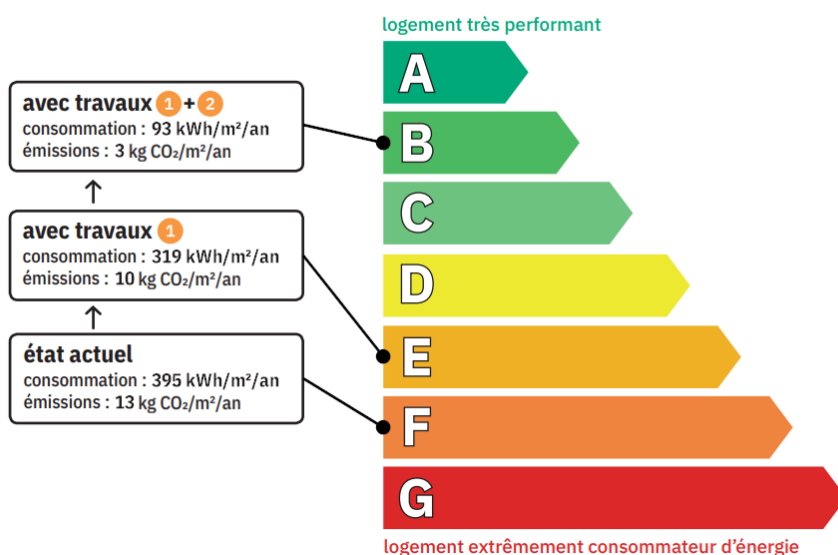 logement très performant
A
avec travaux 1 + 2
consommation : 93 kWh/m²/an
émissions : 3 kg CO₂/m²/an
B
C
avec travaux 1
consommation : 319 kWh/m²/an
émissions : 10 kg CO₂/m²/an
D
E
état actuel
consommation : 395 kWh/m²/an
émissions : 13 kg CO₂/m²/an
F
G
logement extrêmement consommateur d’énergie